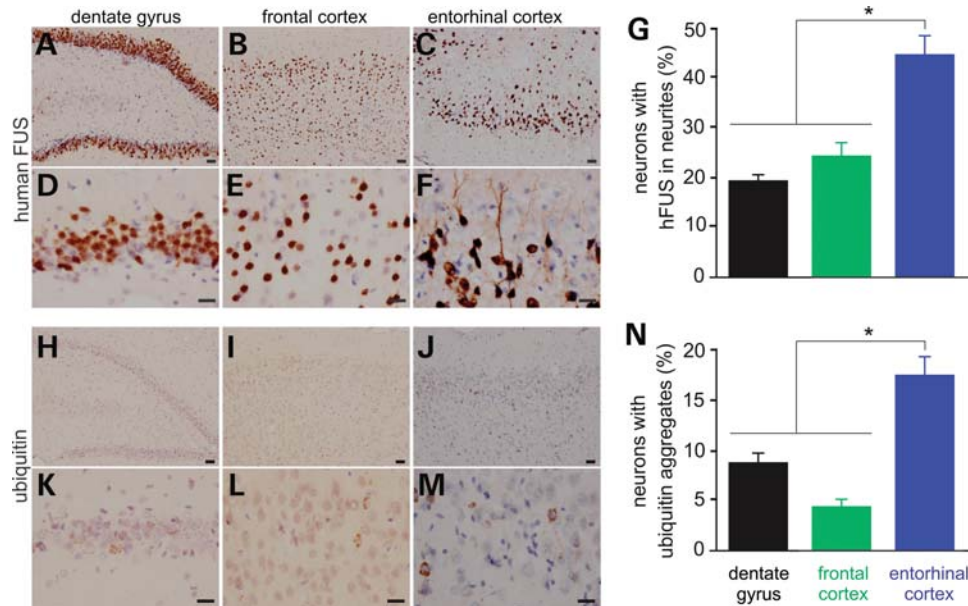 dentate gyrus frontal cortex entorhinal cortex
human FUS
A B C
D E F
ubiquitin
H I J
K L M
G
neurons with
hFUS in neurites (%)
50
40
30
20
10
0
*
N
neurons with
ubiquitin aggregates (%)
20
15
10
5
0
*
dentate
gyrus
frontal
cortex
entorhinal
cortex